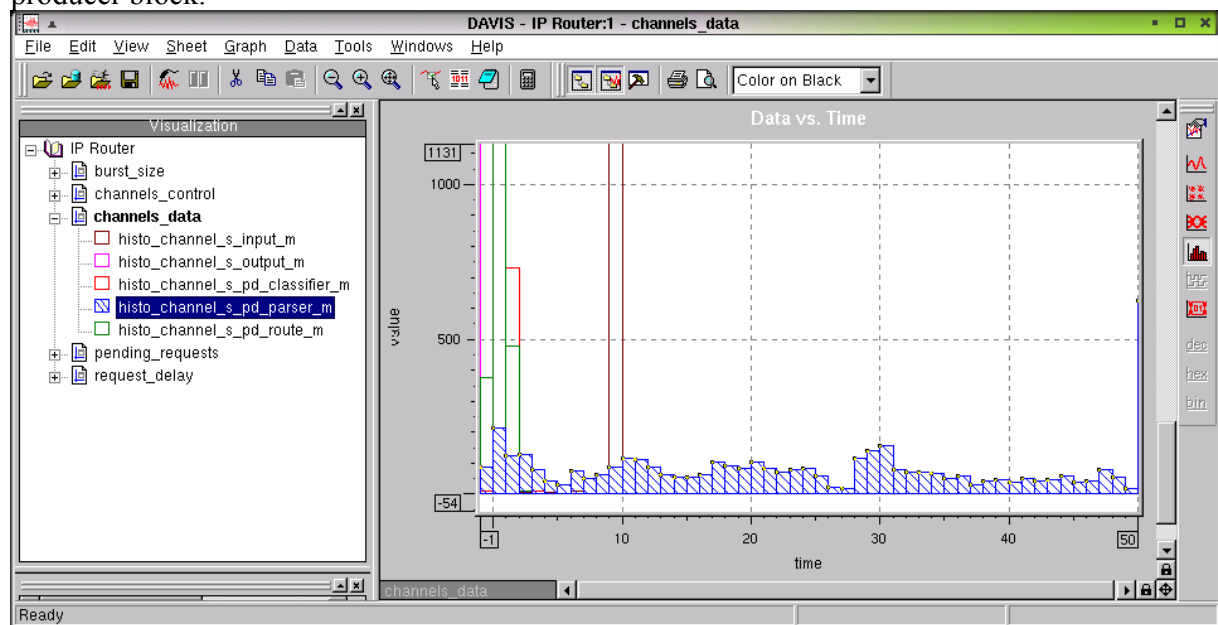 producer block.
DAVIS - IP Router:1 - channels_data
File Edit View Sheet Graph Data Tools Windows Help
Color on Black
Visualization
IP Router
burst_size
channels_control
channels_data
histo_channel_s_input_m
histo_channel_s_output_m
histo_channel_s_pd_classifier_m
histo_channel_s_pd_parser_m
histo_channel_s_pd_route_m
pending_requests
request_delay
Data vs. Time
1131
1000
500
-54
value
-1 10 20 30 40 50
time
channels_data
dec
hex
bin
Ready